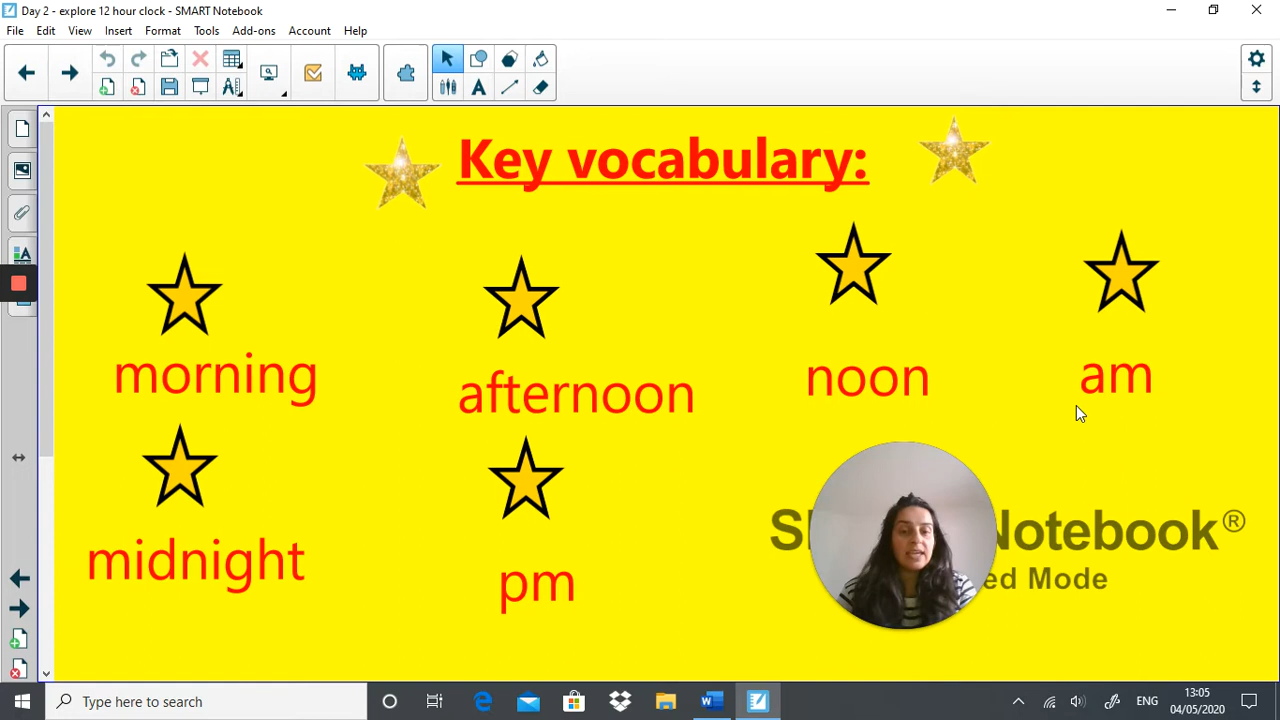 Day 2 - explore 12 hour clock - SMART Notebook
File Edit View Insert Format Tools Add-ons Account Help
Key vocabulary:
morning
afternoon
noon
am
midnight
pm
Notebook®
Mode
Type here to search
ENG
13:05
04/05/2020